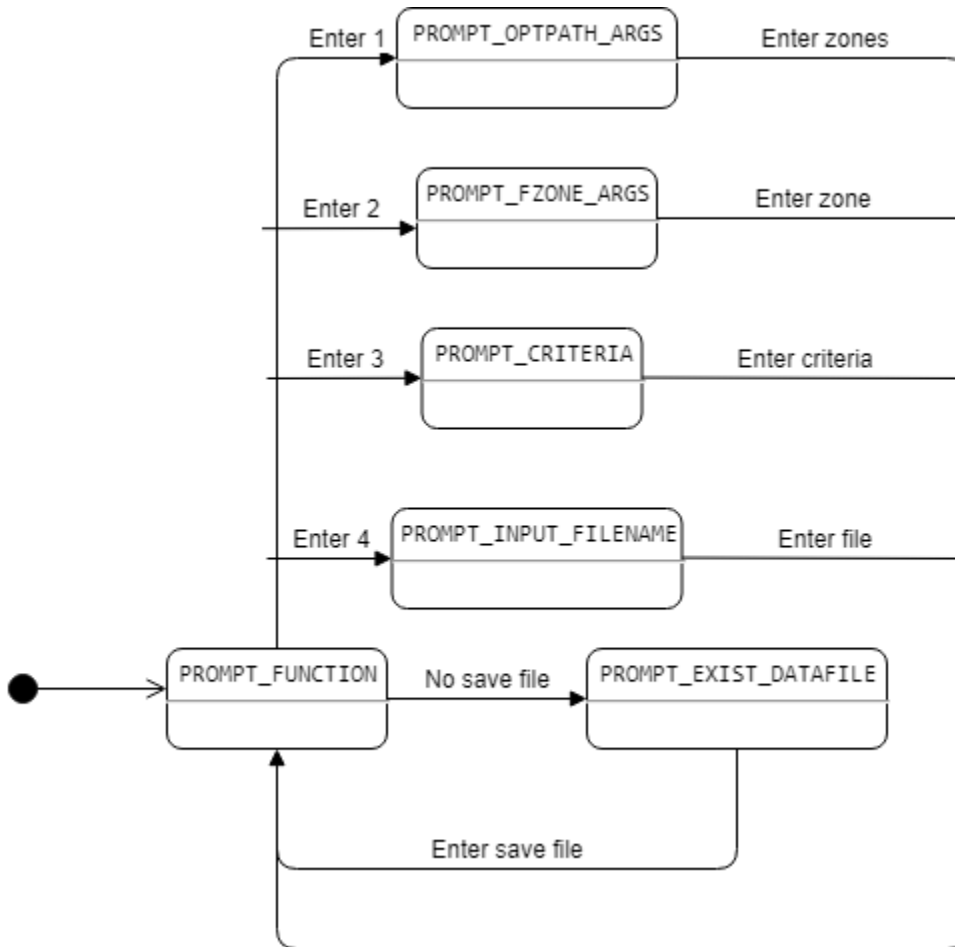 Enter 1
PROMPT_OPTPATH_ARGS
Enter zones
Enter 2
PROMPT_FZONE_ARGS
Enter zone
Enter 3
PROMPT_CRITERIA
Enter criteria
Enter 4
PROMPT_INPUT_FILENAME
Enter file
PROMPT_FUNCTION
No save file
PROMPT_EXIST_DATAFILE
Enter save file